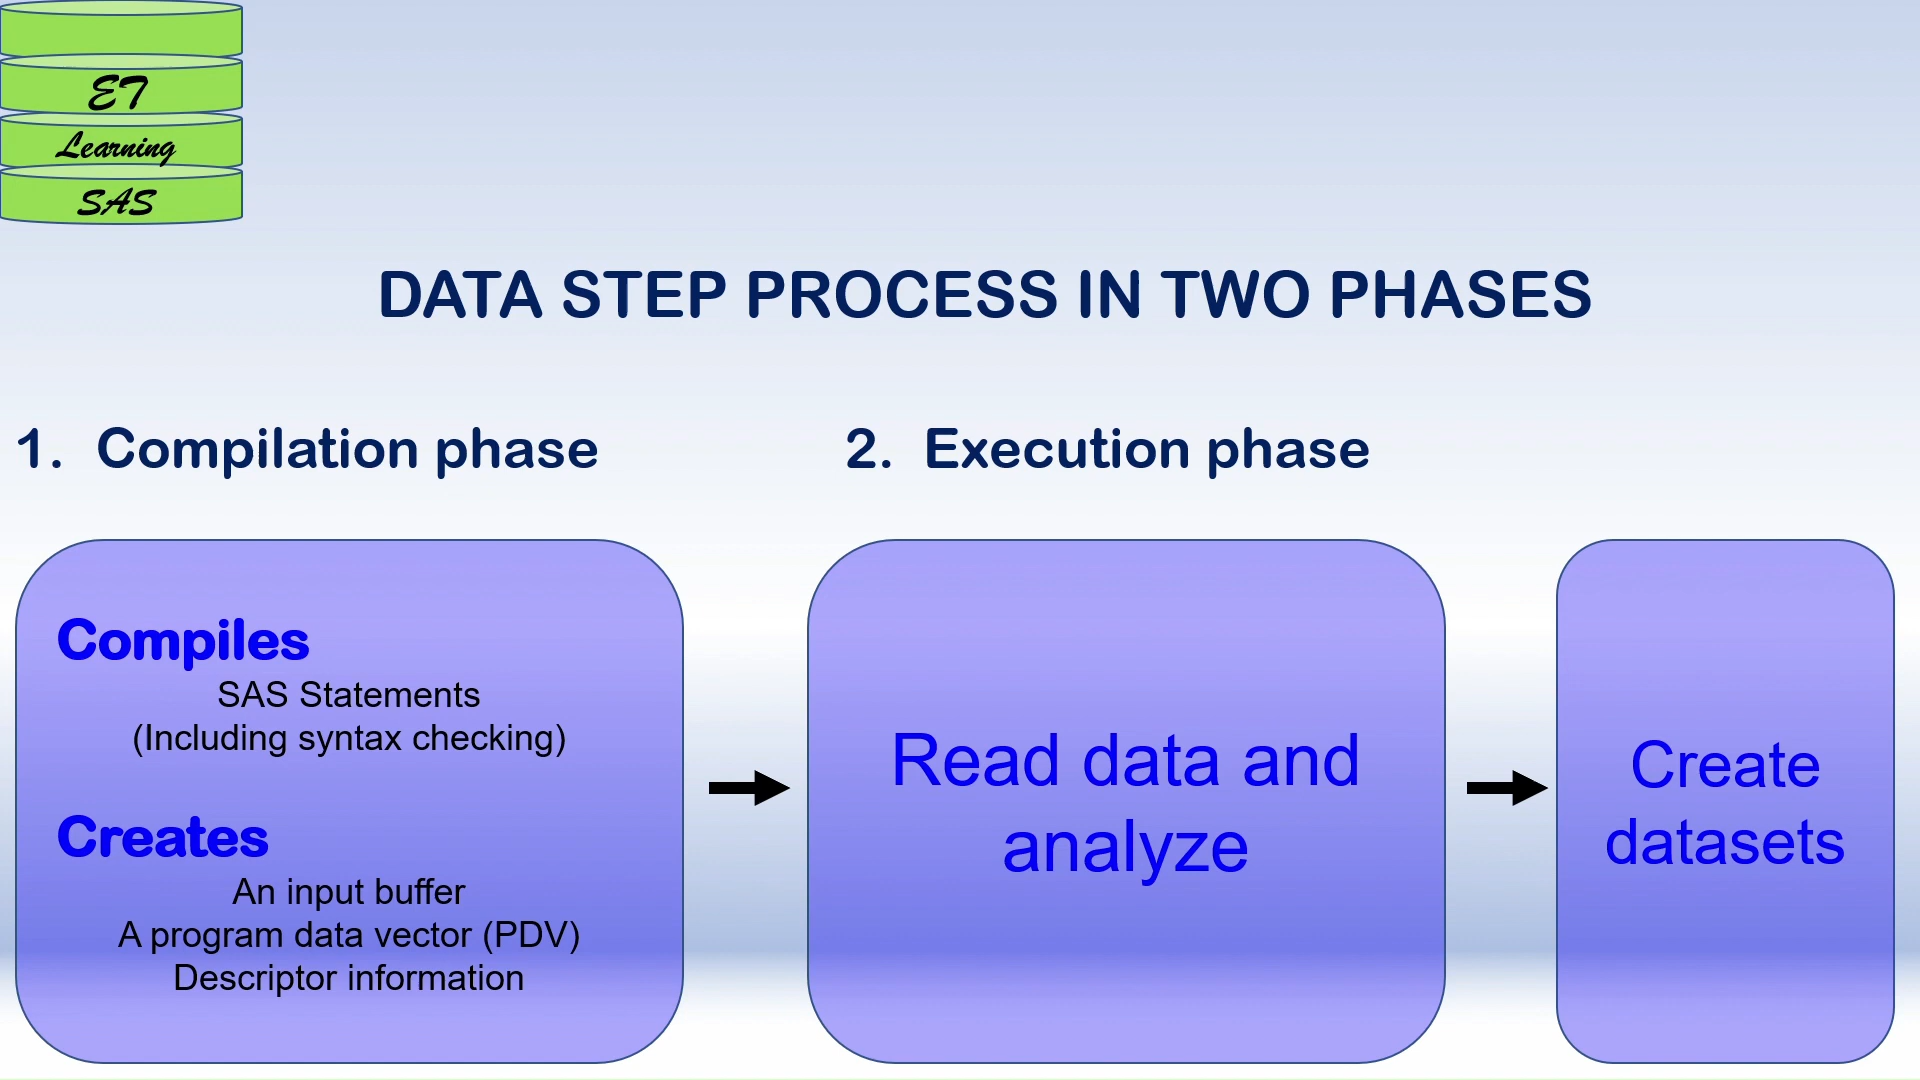 ET
Learning
SAS
DATA STEP PROCESS IN TWO PHASES
1. Compilation phase
2. Execution phase
Compiles
SAS Statements
(Including syntax checking)
Creates
An input buffer
A program data vector (PDV)
Descriptor information
Read data and
analyze
Create
datasets